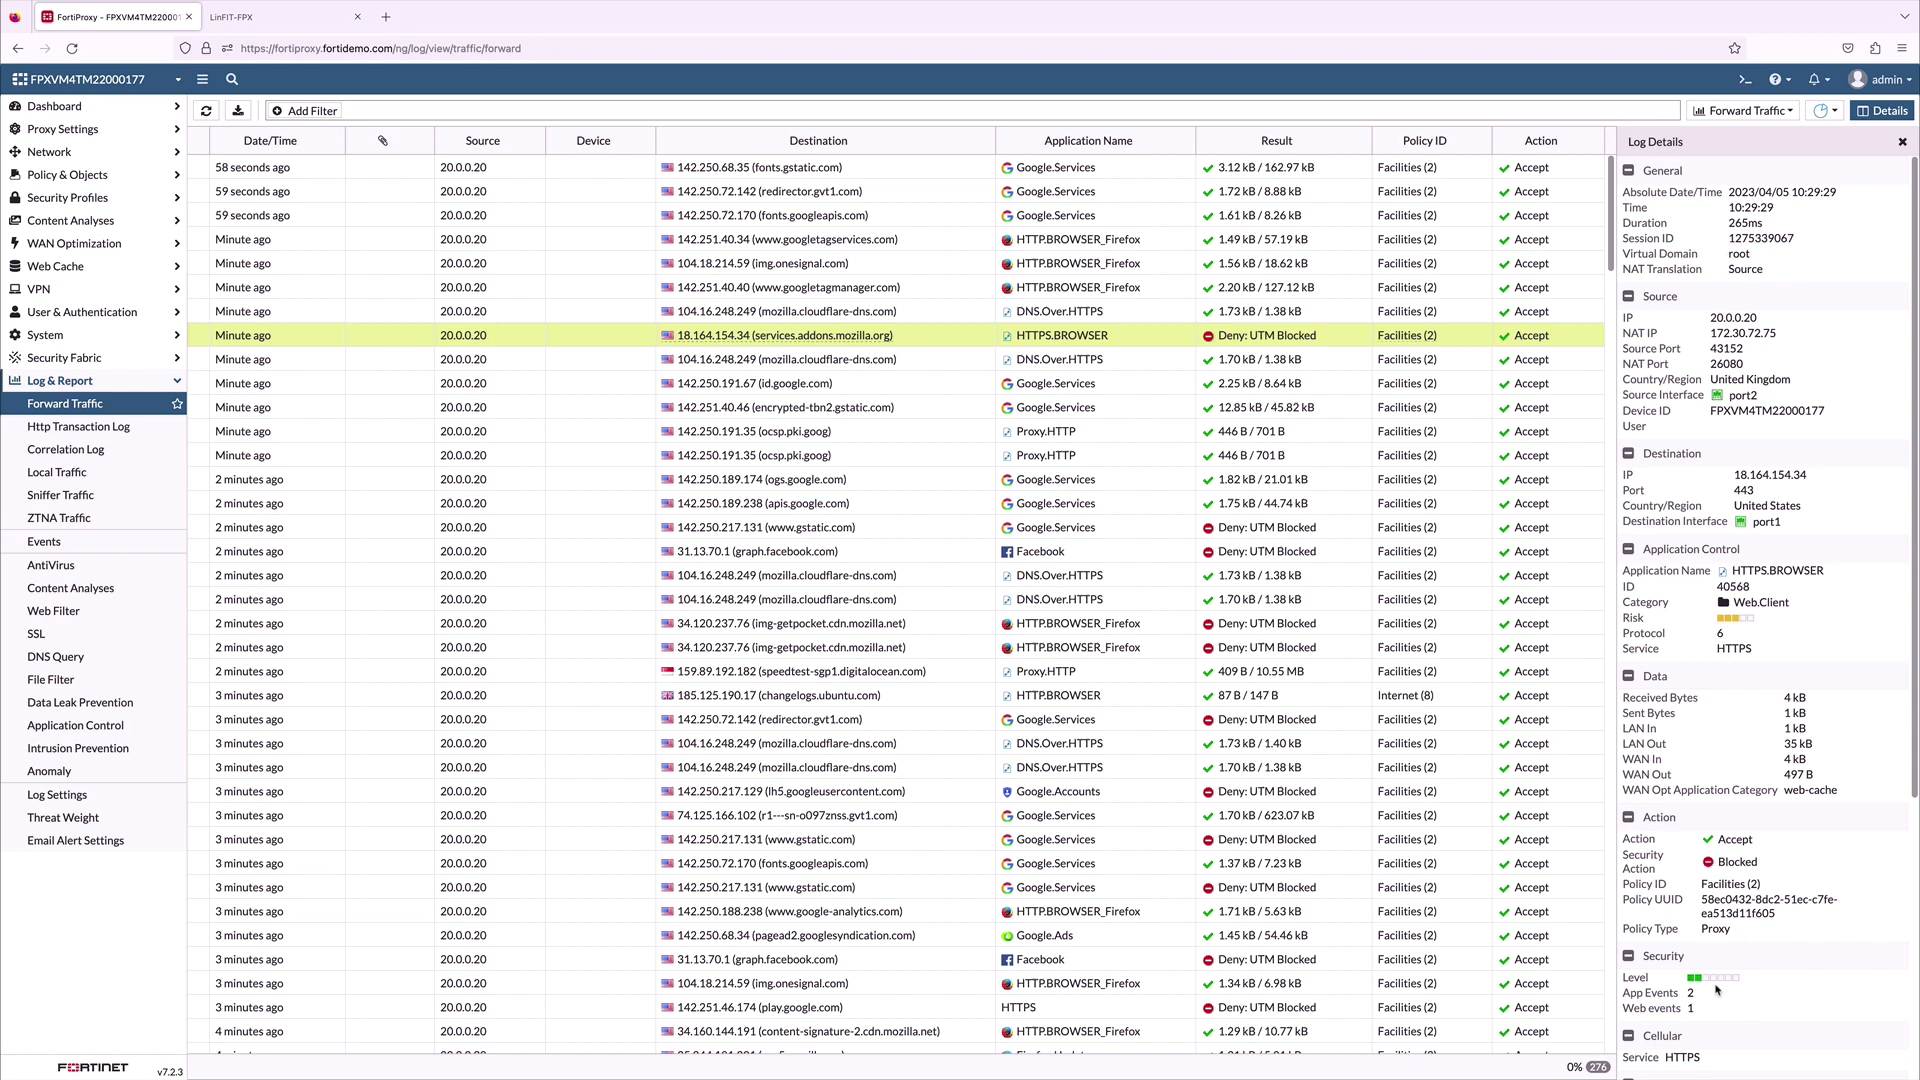 FortiProxy - FPXVM4TM220001
LinFIT-FPX
https://fortiproxy.fortidemo.com/ng/log/view/traffic/forward
FPXVM4TM22000177
admin
Dashboard
Proxy Settings
Network
Policy & Objects
Security Profiles
Content Analyses
WAN Optimization
Web Cache
VPN
User & Authentication
System
Security Fabric
Log & Report
Forward Traffic
Http Transaction Log
Correlation Log
Local Traffic
Sniffer Traffic
ZTNA Traffic
Events
AntiVirus
Content Analyses
Web Filter
SSL
DNS Query
File Filter
Data Leak Prevention
Application Control
Intrusion Prevention
Anomaly
Log Settings
Threat Weight
Email Alert Settings
FORTINET v7.2.3
Add Filter
Forward Traffic
Details
Date/Time Source Device Destination Application Name Result Policy ID Action
58 seconds ago 20.0.0.20 142.250.68.35 (fonts.gstatic.com) Google.Services 3.12 kB / 162.97 kB Facilities (2) Accept
59 seconds ago 20.0.0.20 142.250.72.142 (redirector.gvt1.com) Google.Services 1.72 kB / 8.88 kB Facilities (2) Accept
59 seconds ago 20.0.0.20 142.250.72.170 (fonts.googleapis.com) Google.Services 1.61 kB / 8.26 kB Facilities (2) Accept
Minute ago 20.0.0.20 142.251.40.34 (www.googletagservices.com) HTTP.BROWSER_Firefox 1.49 kB / 57.19 kB Facilities (2) Accept
Minute ago 20.0.0.20 104.18.214.59 (img.onesignal.com) HTTP.BROWSER_Firefox 1.56 kB / 18.62 kB Facilities (2) Accept
Minute ago 20.0.0.20 142.251.40.40 (www.googletagmanager.com) HTTP.BROWSER_Firefox 2.20 kB / 127.12 kB Facilities (2) Accept
Minute ago 20.0.0.20 104.16.248.249 (mozilla.cloudflare-dns.com) DNS.Over.HTTPS 1.73 kB / 1.38 kB Facilities (2) Accept
Minute ago 20.0.0.20 18.164.154.34 (services.addons.mozilla.org) HTTPS.BROWSER Deny: UTM Blocked Facilities (2) Accept
Minute ago 20.0.0.20 104.16.248.249 (mozilla.cloudflare-dns.com) DNS.Over.HTTPS 1.70 kB / 1.38 kB Facilities (2) Accept
Minute ago 20.0.0.20 142.250.191.67 (id.google.com) Google.Services 2.25 kB / 8.64 kB Facilities (2) Accept
Minute ago 20.0.0.20 142.251.40.46 (encrypted-tbn2.gstatic.com) Google.Services 12.85 kB / 45.82 kB Facilities (2) Accept
Minute ago 20.0.0.20 142.250.191.35 (ocsp.pki.goog) Proxy.HTTP 446 B / 701 B Facilities (2) Accept
Minute ago 20.0.0.20 142.250.191.35 (ocsp.pki.goog) Proxy.HTTP 446 B / 701 B Facilities (2) Accept
2 minutes ago 20.0.0.20 142.250.189.174 (ogs.google.com) Google.Services 1.82 kB / 21.01 kB Facilities (2) Accept
2 minutes ago 20.0.0.20 142.250.189.238 (apis.google.com) Google.Services 1.75 kB / 44.74 kB Facilities (2) Accept
2 minutes ago 20.0.0.20 142.250.217.131 (www.gstatic.com) Google.Services Deny: UTM Blocked Facilities (2) Accept
2 minutes ago 20.0.0.20 31.13.70.1 (graph.facebook.com) Facebook Deny: UTM Blocked Facilities (2) Accept
2 minutes ago 20.0.0.20 104.16.248.249 (mozilla.cloudflare-dns.com) DNS.Over.HTTPS 1.73 kB / 1.38 kB Facilities (2) Accept
2 minutes ago 20.0.0.20 104.16.248.249 (mozilla.cloudflare-dns.com) DNS.Over.HTTPS 1.70 kB / 1.38 kB Facilities (2) Accept
2 minutes ago 20.0.0.20 34.120.237.76 (img-getpocket.cdn.mozilla.net) HTTP.BROWSER_Firefox Deny: UTM Blocked Facilities (2) Accept
2 minutes ago 20.0.0.20 34.120.237.76 (img-getpocket.cdn.mozilla.net) HTTP.BROWSER_Firefox Deny: UTM Blocked Facilities (2) Accept
2 minutes ago 20.0.0.20 159.89.192.182 (speedtest-sgp1.digitalocean.com) Proxy.HTTP 409 B / 10.55 MB Facilities (2) Accept
3 minutes ago 20.0.0.20 185.125.190.17 (changelogs.ubuntu.com) HTTP.BROWSER 87 B / 147 B Internet (8) Accept
3 minutes ago 20.0.0.20 142.250.72.142 (redirector.gvt1.com) Google.Services Deny: UTM Blocked Facilities (2) Accept
3 minutes ago 20.0.0.20 104.16.248.249 (mozilla.cloudflare-dns.com) DNS.Over.HTTPS 1.73 kB / 1.40 kB Facilities (2) Accept
3 minutes ago 20.0.0.20 104.16.248.249 (mozilla.cloudflare-dns.com) DNS.Over.HTTPS 1.70 kB / 1.38 kB Facilities (2) Accept
3 minutes ago 20.0.0.20 142.250.217.129 (lh5.googleusercontent.com) Google.Accounts Deny: UTM Blocked Facilities (2) Accept
3 minutes ago 20.0.0.20 74.125.166.102 (r1---sn-o097znss.gvt1.com) Google.Services 1.70 kB / 623.07 kB Facilities (2) Accept
3 minutes ago 20.0.0.20 142.250.217.131 (www.gstatic.com) Google.Services Deny: UTM Blocked Facilities (2) Accept
3 minutes ago 20.0.0.20 142.250.72.170 (fonts.googleapis.com) Google.Services 1.37 kB / 7.23 kB Facilities (2) Accept
3 minutes ago 20.0.0.20 142.250.217.131 (www.gstatic.com) Google.Services Deny: UTM Blocked Facilities (2) Accept
3 minutes ago 20.0.0.20 142.250.188.238 (www.google-analytics.com) HTTP.BROWSER_Firefox 1.71 kB / 5.63 kB Facilities (2) Accept
3 minutes ago 20.0.0.20 142.250.68.34 (pagead2.googlesyndication.com) Google.Ads 1.45 kB / 54.46 kB Facilities (2) Accept
3 minutes ago 20.0.0.20 31.13.70.1 (graph.facebook.com) Facebook Deny: UTM Blocked Facilities (2) Accept
3 minutes ago 20.0.0.20 104.18.214.59 (img.onesignal.com) HTTP.BROWSER_Firefox 1.34 kB / 6.98 kB Facilities (2) Accept
3 minutes ago 20.0.0.20 142.251.46.174 (play.google.com) HTTPS Deny: UTM Blocked Facilities (2) Accept
4 minutes ago 20.0.0.20 34.160.144.191 (content-signature-2.cdn.mozilla.net) HTTP.BROWSER_Firefox 1.29 kB / 10.77 kB Facilities (2) Accept
0% 276
Log Details
General
Absolute Date/Time 2023/04/05 10:29:29
Time 10:29:29
Duration 265ms
Session ID 1275339067
Virtual Domain root
NAT Translation Source
Source
IP 20.0.0.20
NAT IP 172.30.72.75
Source Port 43152
NAT Port 26080
Country/Region United Kingdom
Source Interface port2
Device ID FPXVM4TM22000177
User
Destination
IP 18.164.154.34
Port 443
Country/Region United States
Destination Interface port1
Application Control
Application Name HTTPS.BROWSER
ID 40568
Category Web.Client
Risk
Protocol 6
Service HTTPS
Data
Received Bytes 4 kB
Sent Bytes 1 kB
LAN In 1 kB
LAN Out 35 kB
WAN In 4 kB
WAN Out 497 B
WAN Opt Application Category web-cache
Action
Action Accept
Security Action Blocked
Policy ID Facilities (2)
Policy UUID 58ec0432-8dc2-51ec-c7fe-
ea513d11f605
Policy Type Proxy
Security
Level
App Events 2
Web events 1
Cellular
Service HTTPS